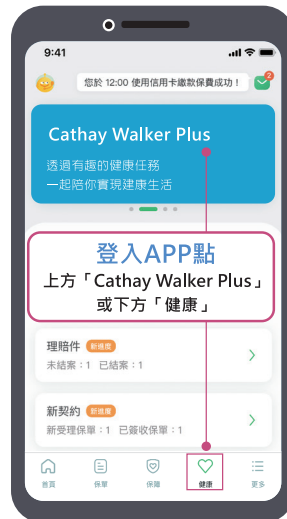 9:41
您於 12:00 使用信用卡繳款保費成功！
2
Cathay Walker Plus
透過有趣的健康任務
一起陪你實現建康生活
登入APP點
上方「Cathay Walker Plus」
或下方「健康」
理賠件 新進度
未結案：1 已結案：1
新契約 新進度
新受理保單：1 已簽收保單：1
首頁 保單 保障 健康 更多